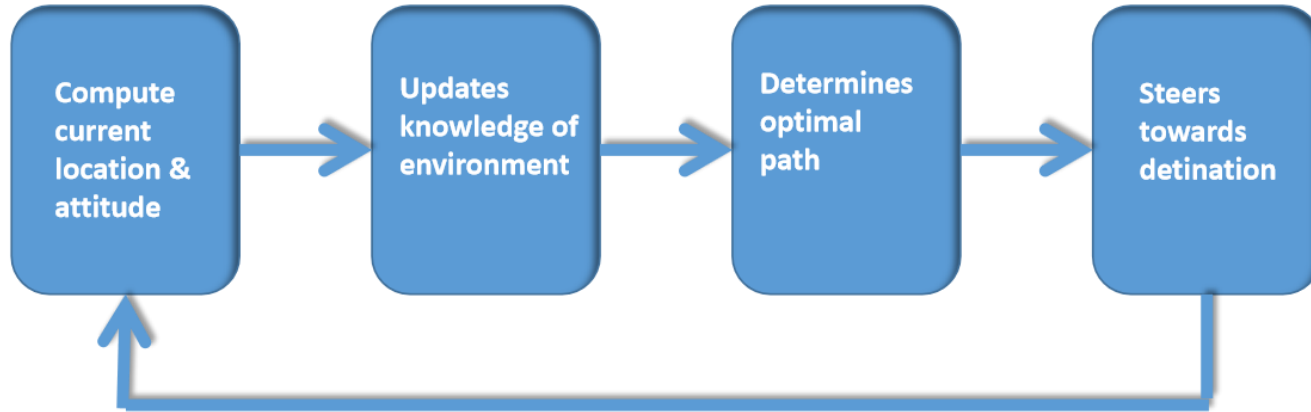 Compute
current
location &
attitude
Updates
knowledge of
environment
Determines
optimal
path
Steers
towards
detination